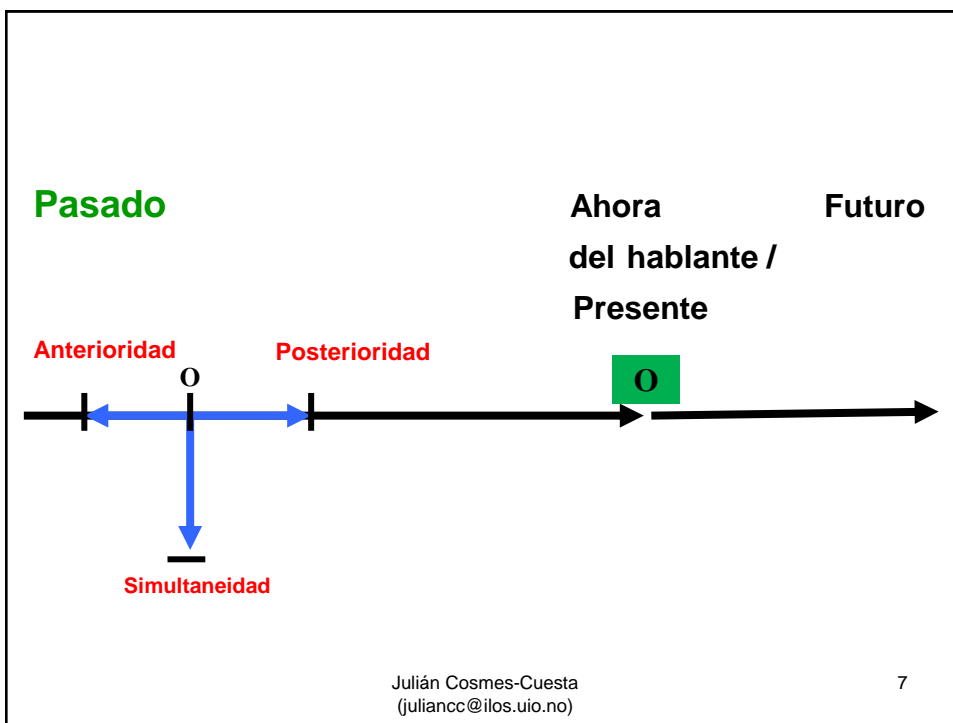 Pasado Ahora Futuro
del hablante /
Presente
Anterioridad Posterioridad
O O
Simultaneidad
Julián Cosmes-Cuesta 7
(juliancc@ilos.uio.no)